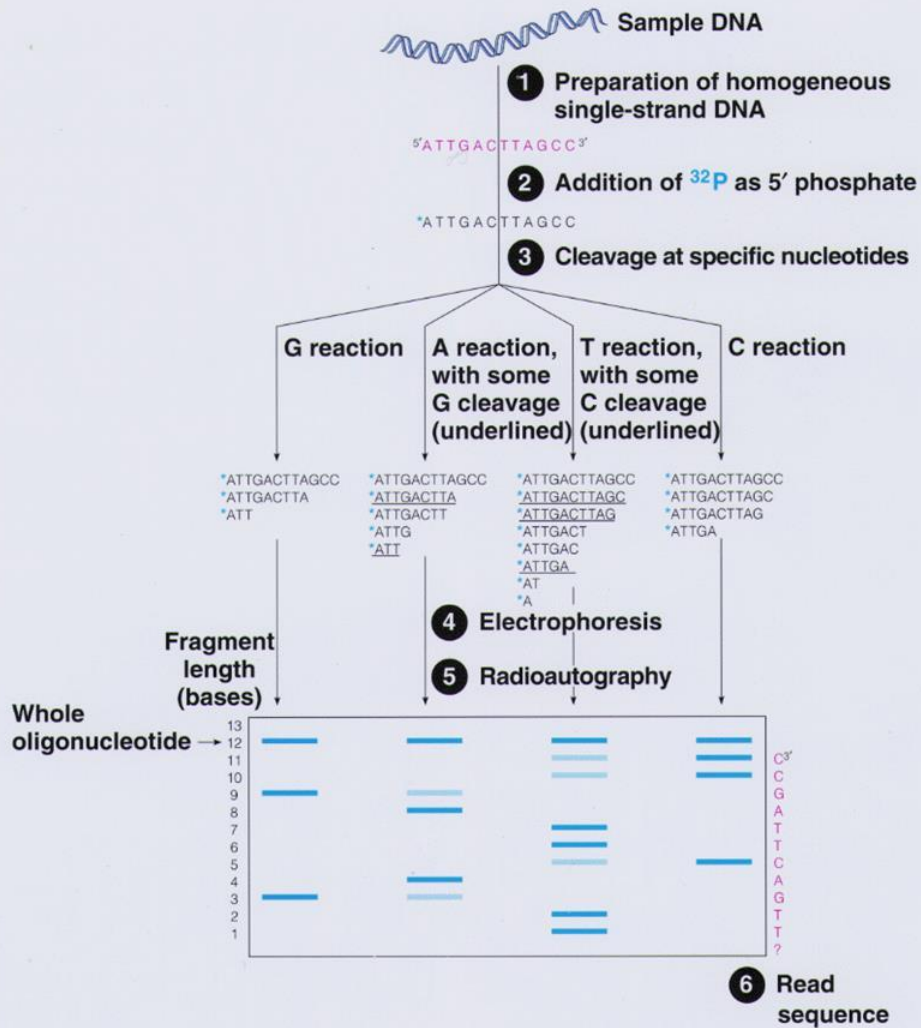 Sample DNA
1 Preparation of homogeneous
single-strand DNA
5′ATTGACTTAGCC3′
2 Addition of 32P as 5′ phosphate
*ATTGACTTAGCC
3 Cleavage at specific nucleotides
G reaction
A reaction,
with some
G cleavage
(underlined)
T reaction,
with some
C cleavage
(underlined)
C reaction
*ATTGACTTAGCC
*ATTGACTTA
*ATT
*ATTGACTTAGCC
*ATTGACTTA
*ATTGACTT
*ATTG
*ATT
*ATTGACTTAGCC
*ATTGACTTAGC
*ATTGACTTAG
*ATTGACT
*ATTGAC
*ATTGA
*AT
*A
*ATTGACTTAGCC
*ATTGACTTAGC
*ATTGACTTAG
*ATTGA
4 Electrophoresis
5 Radioautography
Fragment
length
(bases)
Whole
oligonucleotide
13
12
11
10
9
8
7
6
5
4
3
2
1
C3′
C
G
A
T
T
C
A
G
T
T
?
6 Read
sequence